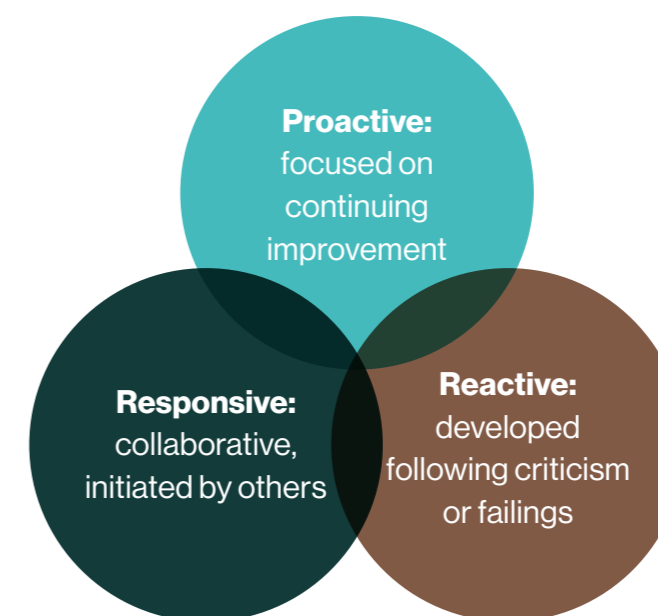 Proactive:
focused on
continuing
improvement
Responsive:
collaborative,
initiated by others
Reactive:
developed
following criticism
or failings